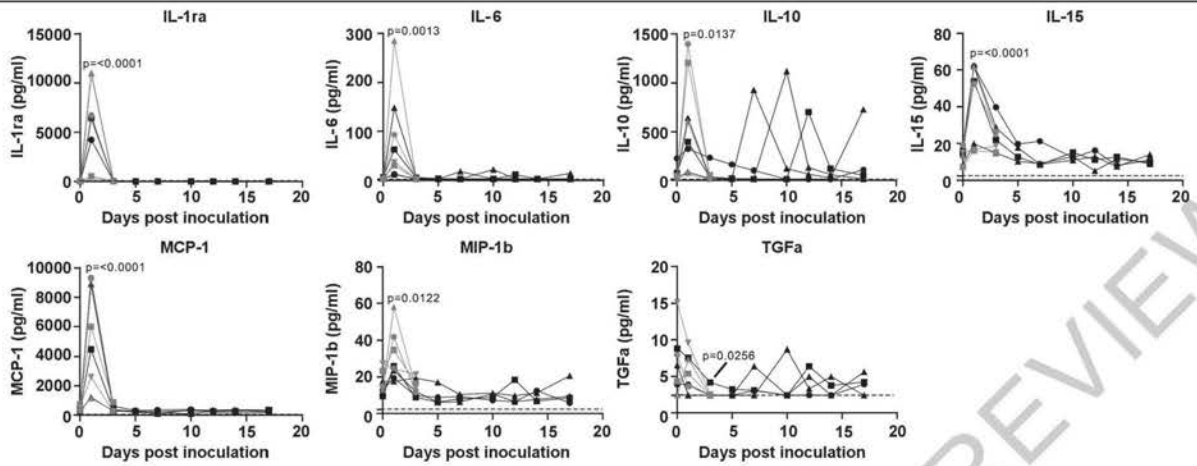 IL-1ra
IL-1ra (pg/ml)
15000
10000
5000
0
p=<0.0001
0 5 10 15 20
Days post inoculation
IL-6
IL-6 (pg/ml)
300
200
100
0
p=0.0013
0 5 10 15 20
Days post inoculation
IL-10
IL-10 (pg/ml)
1500
1000
500
0
p=0.0137
0 5 10 15 20
Days post inoculation
IL-15
IL-15 (pg/ml)
80
60
40
20
0
p=<0.0001
0 5 10 15 20
Days post inoculation
MCP-1
MCP-1 (pg/ml)
10000
8000
6000
4000
2000
0
p=<0.0001
0 5 10 15 20
Days post inoculation
MIP-1b
MIP-1b (pg/ml)
80
60
40
20
0
p=0.0122
0 5 10 15 20
Days post inoculation
TGFa
TGFa (pg/ml)
20
15
10
5
0
p=0.0256
0 5 10 15 20
Days post inoculation
REVIEW